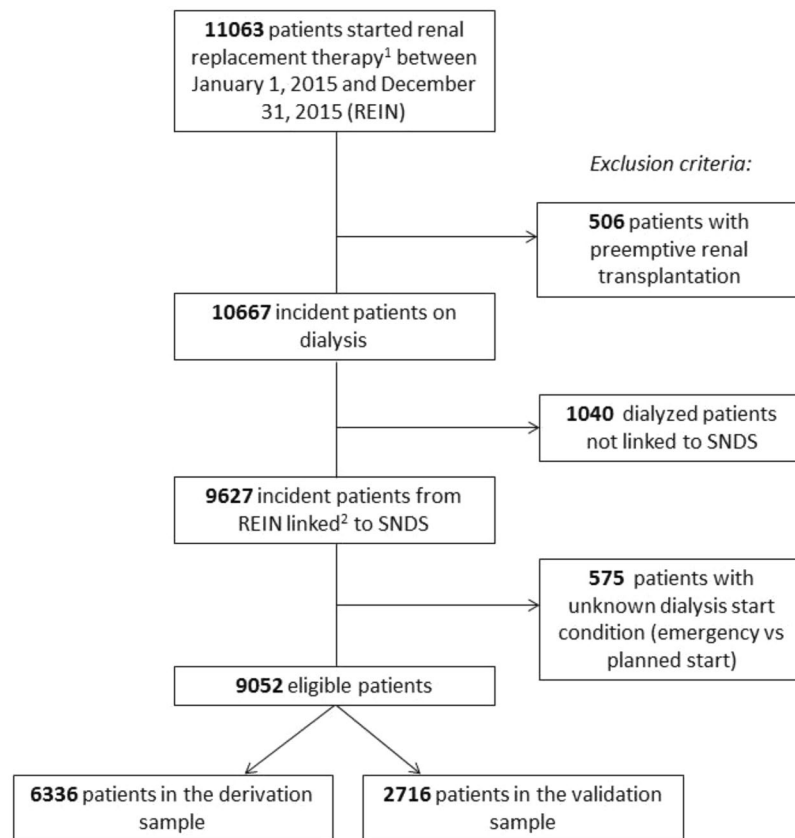 11063 patients started renal
replacement therapy¹ between
January 1, 2015 and December
31, 2015 (REIN)
Exclusion criteria:
506 patients with
preemptive renal
transplantation
10667 incident patients on
dialysis
1040 dialyzed patients
not linked to SNDS
9627 incident patients from
REIN linked² to SNDS
575 patients with
unknown dialysis start
condition (emergency vs
planned start)
9052 eligible patients
6336 patients in the derivation
sample
2716 patients in the validation
sample